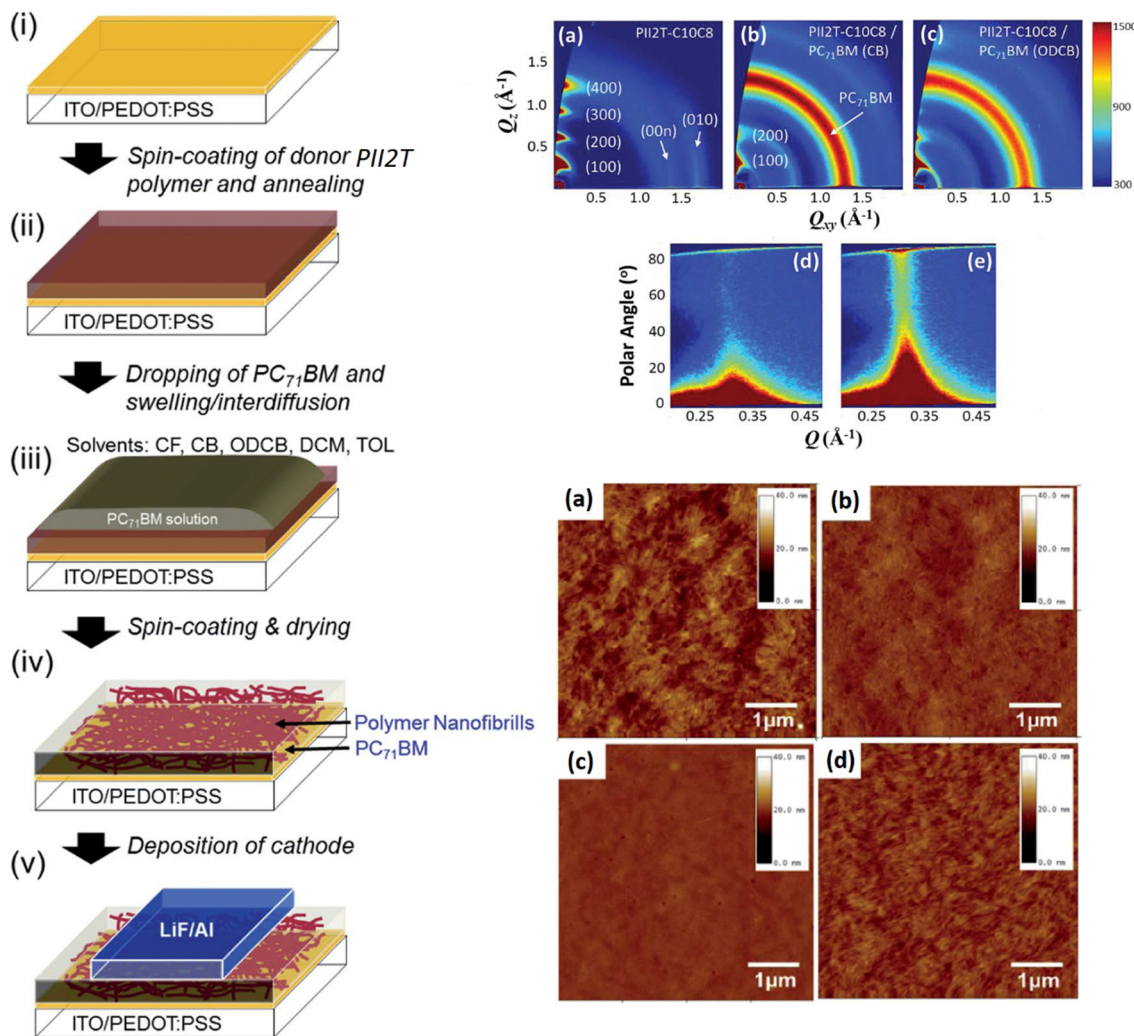 (i)
ITO/PEDOT:PSS
Spin-coating of donor PII2T
polymer and annealing
(ii)
ITO/PEDOT:PSS
Dropping of PC₇₁BM and
swelling/interdiffusion
(iii)
Solvents: CF, CB, ODCB, DCM, TOL
PC₇₁BM solution
ITO/PEDOT:PSS
Spin-coating & drying
(iv)
Polymer Nanofibrills
PC₇₁BM
ITO/PEDOT:PSS
Deposition of cathode
(v)
LiF/Al
ITO/PEDOT:PSS
(a) PII2T-C10C8
(400)
(300)
(200)
(100)
(00n)
(010)
Q_z (Å⁻¹)
1.5
1.0
0.5
0.5 1.0 1.5
(b) PII2T-C10C8 /
PC₇₁BM (CB)
PC₇₁BM
(200)
(100)
0.5 1.0 1.5
Q_xy (Å⁻¹)
(c) PII2T-C10C8 /
PC₇₁BM (ODCB)
0.5 1.0 1.5
1500
900
300
Polar Angle (°)
80
60
40
20
0
(d)
0.25 0.35 0.45
(e)
0.25 0.35 0.45
Q (Å⁻¹)
(a)
40.0 nm
20.0 nm
0.0 nm
1µm
(b)
40.0 nm
20.0 nm
0.0 nm
1µm
(c)
40.0 nm
20.0 nm
0.0 nm
1µm
(d)
40.0 nm
20.0 nm
0.0 nm
1µm